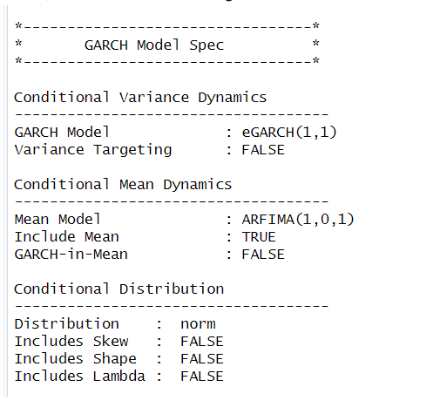 *---------------------------------*
*       GARCH Model Spec          *
*---------------------------------*
Conditional Variance Dynamics
------------------------------------
GARCH Model : eGARCH(1,1)
Variance Targeting : FALSE
Conditional Mean Dynamics
------------------------------------
Mean Model : ARFIMA(1,0,1)
Include Mean : TRUE
GARCH-in-Mean : FALSE
Conditional Distribution
------------------------------------
Distribution : norm
Includes Skew : FALSE
Includes Shape : FALSE
Includes Lambda : FALSE